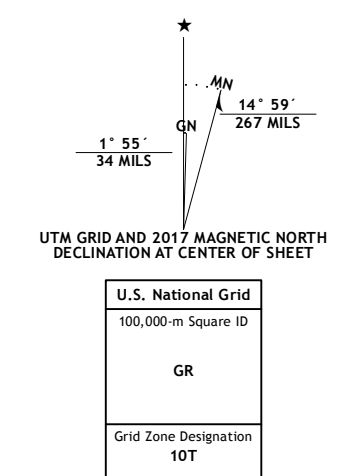 ★
MN
GN
14° 59´
267 MILS
1° 55´
34 MILS
UTM GRID AND 2017 MAGNETIC NORTH
DECLINATION AT CENTER OF SHEET
U.S. National Grid
100,000-m Square ID
GR
Grid Zone Designation
10T